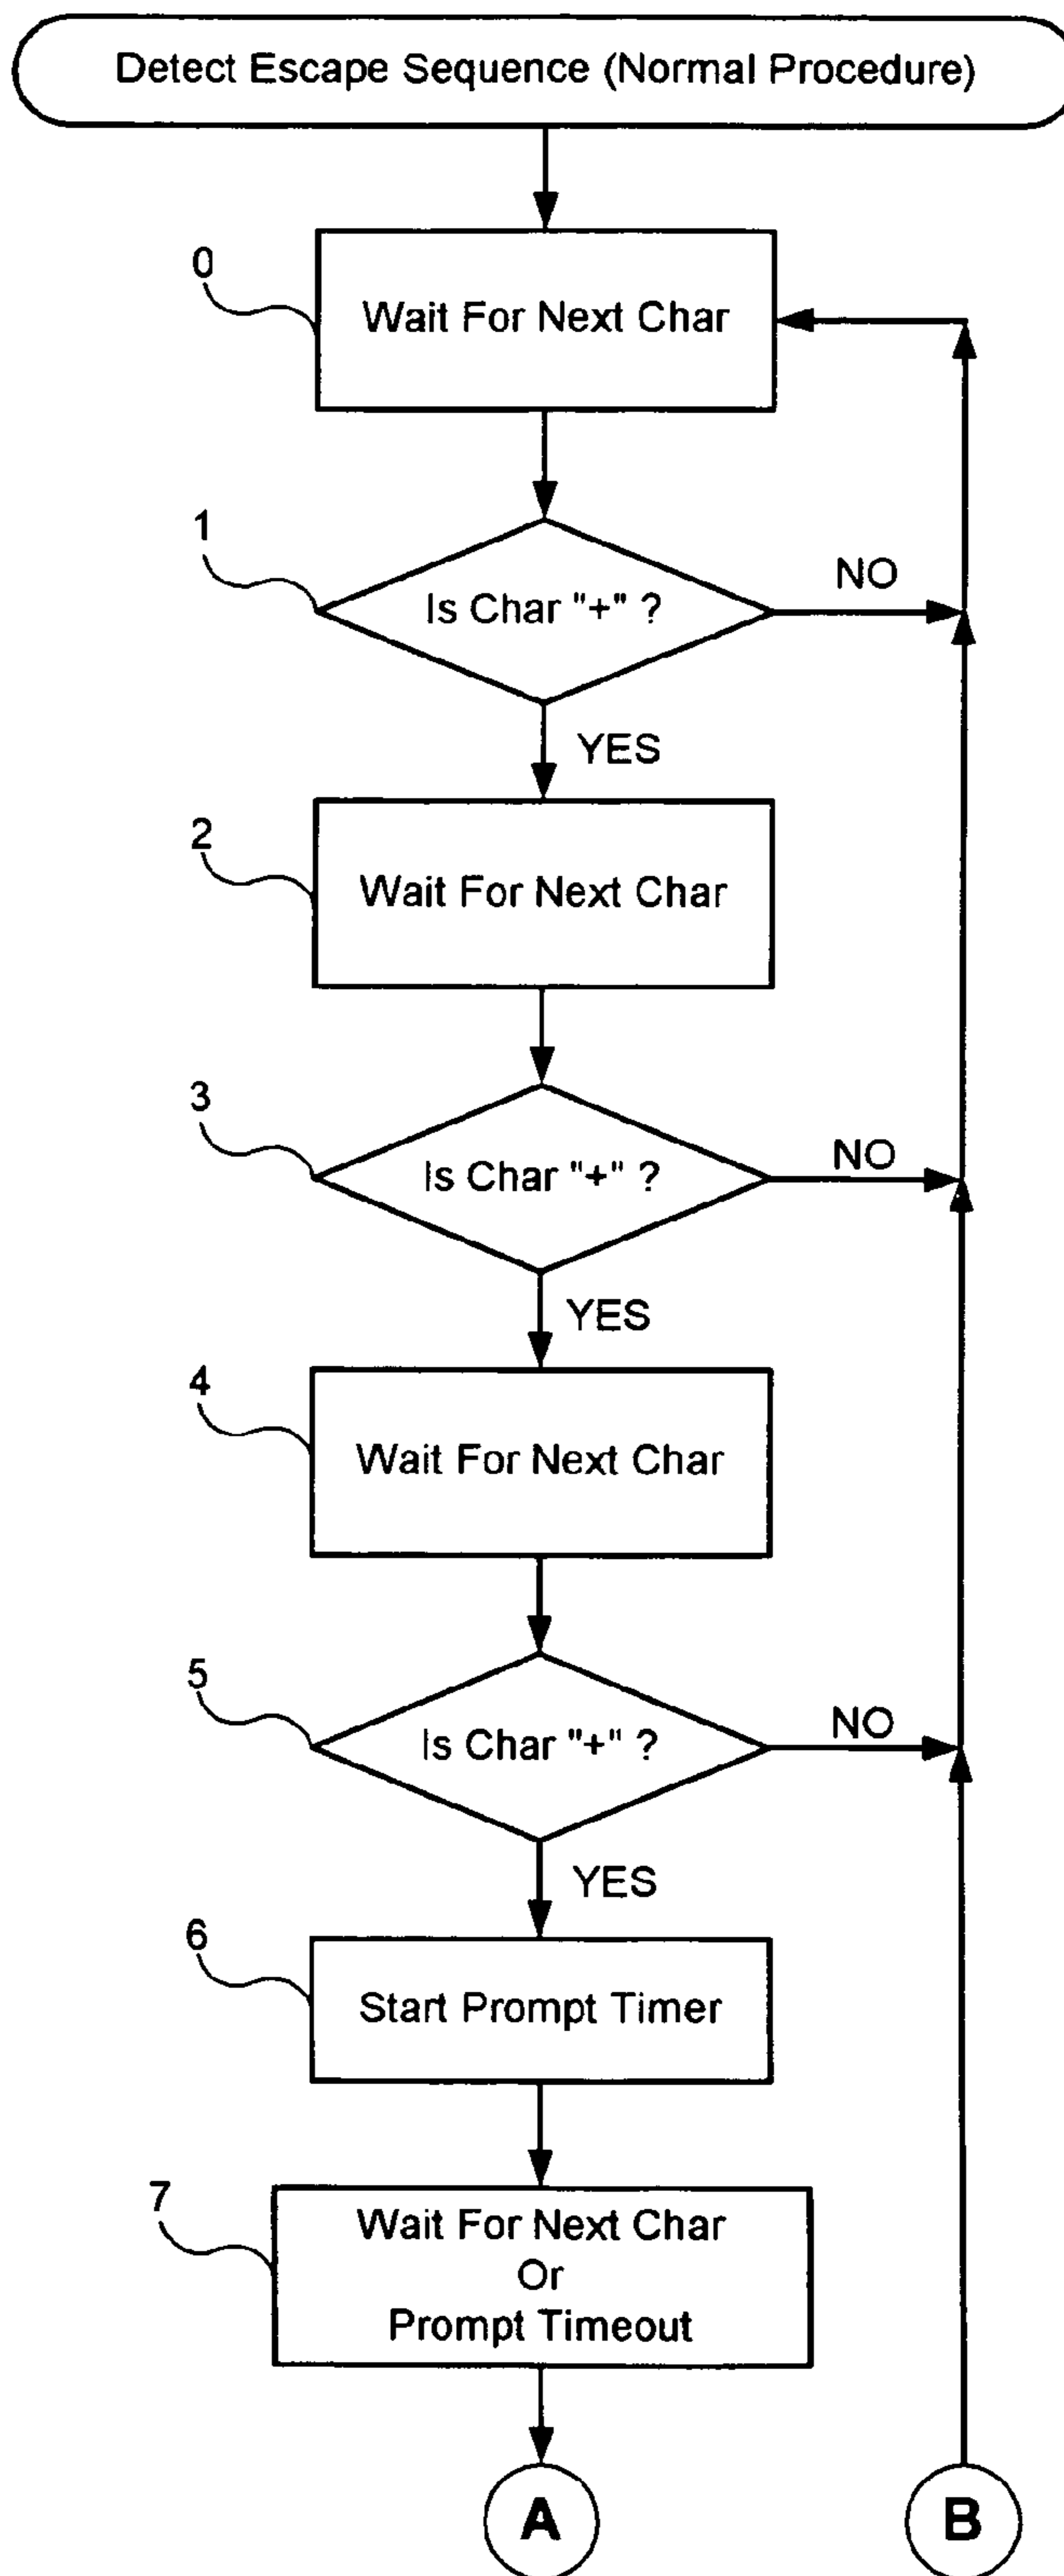 Detect Escape Sequence (Normal Procedure)
0
Wait For Next Char
1
Is Char "+" ?
NO
YES
2
Wait For Next Char
3
Is Char "+" ?
NO
YES
4
Wait For Next Char
5
Is Char "+" ?
NO
YES
6
Start Prompt Timer
7
Wait For Next Char
Or
Prompt Timeout
A
B